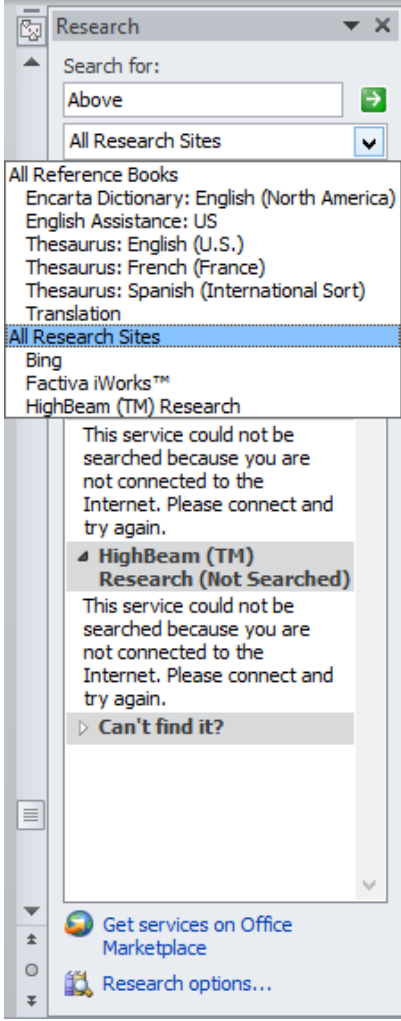 Research
Search for:
Above
All Research Sites
All Reference Books
Encarta Dictionary: English (North America)
English Assistance: US
Thesaurus: English (U.S.)
Thesaurus: French (France)
Thesaurus: Spanish (International Sort)
Translation
All Research Sites
Bing
Factiva iWorks™
HighBeam (TM) Research
This service could not be
searched because you are
not connected to the
Internet. Please connect and
try again.
HighBeam (TM)
Research (Not Searched)
This service could not be
searched because you are
not connected to the
Internet. Please connect and
try again.
Can't find it?
Get services on Office
Marketplace
Research options...